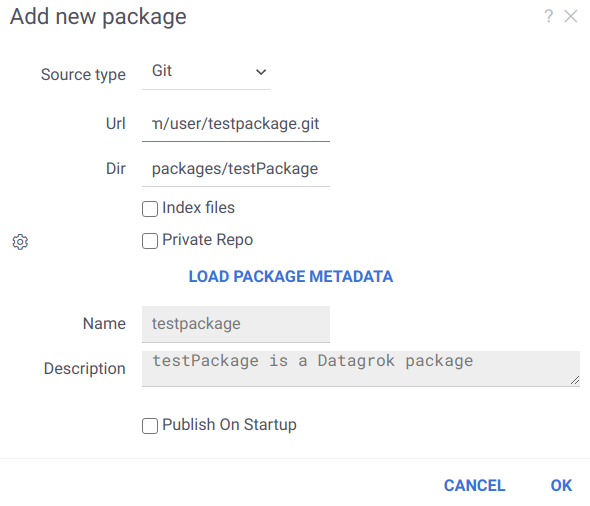 Add new package ?
Source type Git
Url m/user/testpackage.git
Dir packages/testPackage
Index files
Private Repo
LOAD PACKAGE METADATA
Name testpackage
Description testPackage is a Datagrok package
Publish On Startup
CANCEL OK